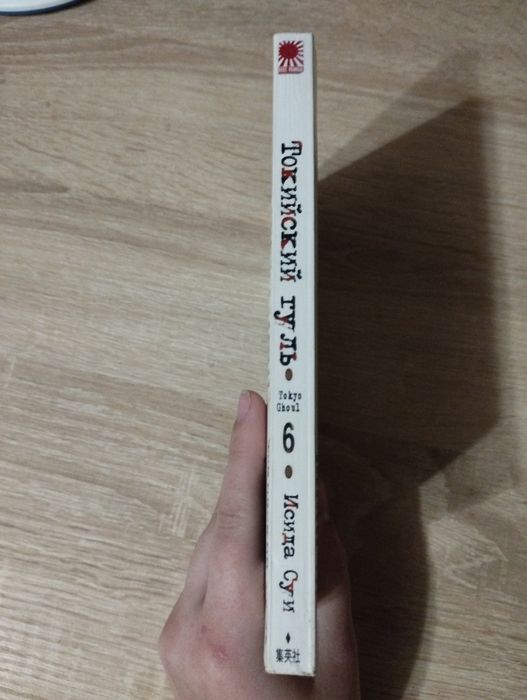 Токийский гуль
Tokyo
Ghoul
6
Исида Суи
集英社